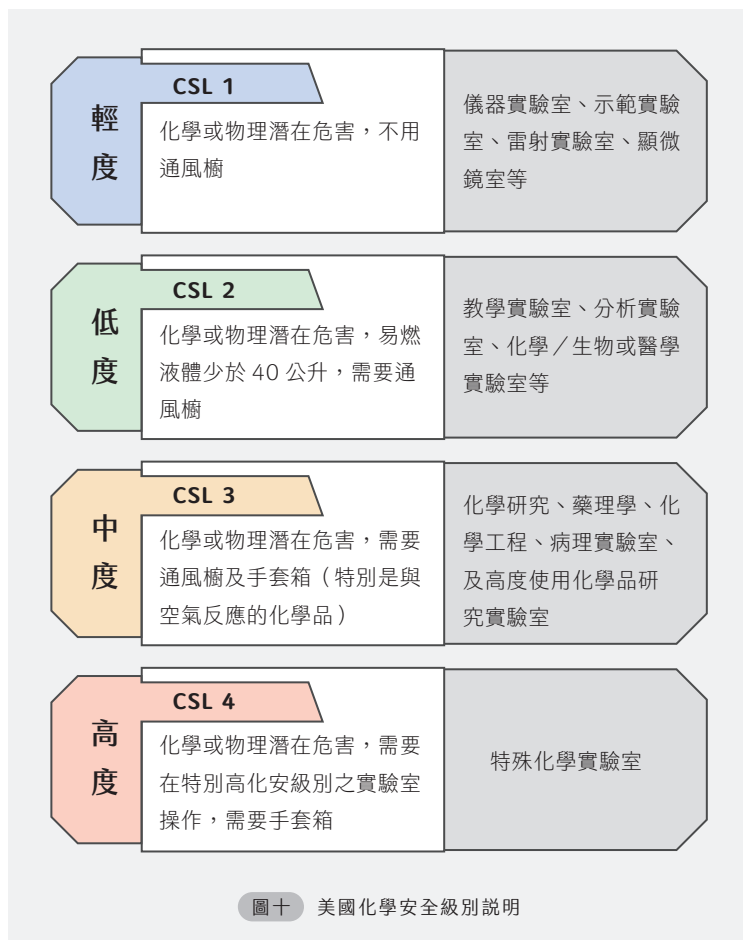 輕度
CSL 1
化學或物理潛在危害，不用
通風櫥
儀器實驗室、示範實驗
室、雷射實驗室、顯微
鏡室等
低度
CSL 2
化學或物理潛在危害，易燃
液體少於 40 公升，需要通
風櫥
教學實驗室、分析實驗
室、化學／生物或醫學
實驗室等
中度
CSL 3
化學或物理潛在危害，需要
通風櫥及手套箱（特別是與
空氣反應的化學品）
化學研究、藥理學、化
學工程、病理實驗室、
及高度使用化學品研
究實驗室
高度
CSL 4
化學或物理潛在危害，需要
在特別高化安級別之實驗室
操作，需要手套箱
特殊化學實驗室
圖十 美國化學安全級別説明